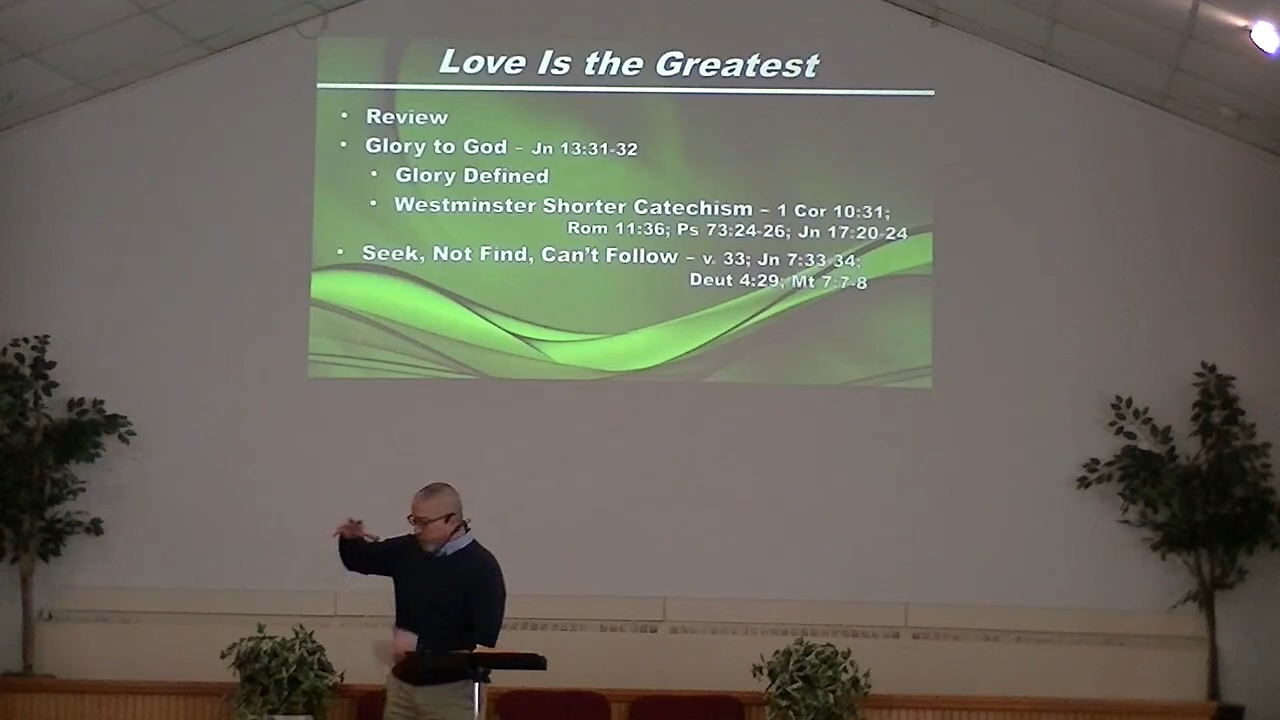 Love Is the Greatest
• Review
• Glory to God – Jn 13:31-32
• Glory Defined
• Westminster Shorter Catechism – 1 Cor 10:31;
Rom 11:36; Ps 73:24-26; Jn 17:20-24
• Seek, Not Find, Can't Follow – v. 33; Jn 7:33-34;
Deut 4:29; Mt 7:7-8